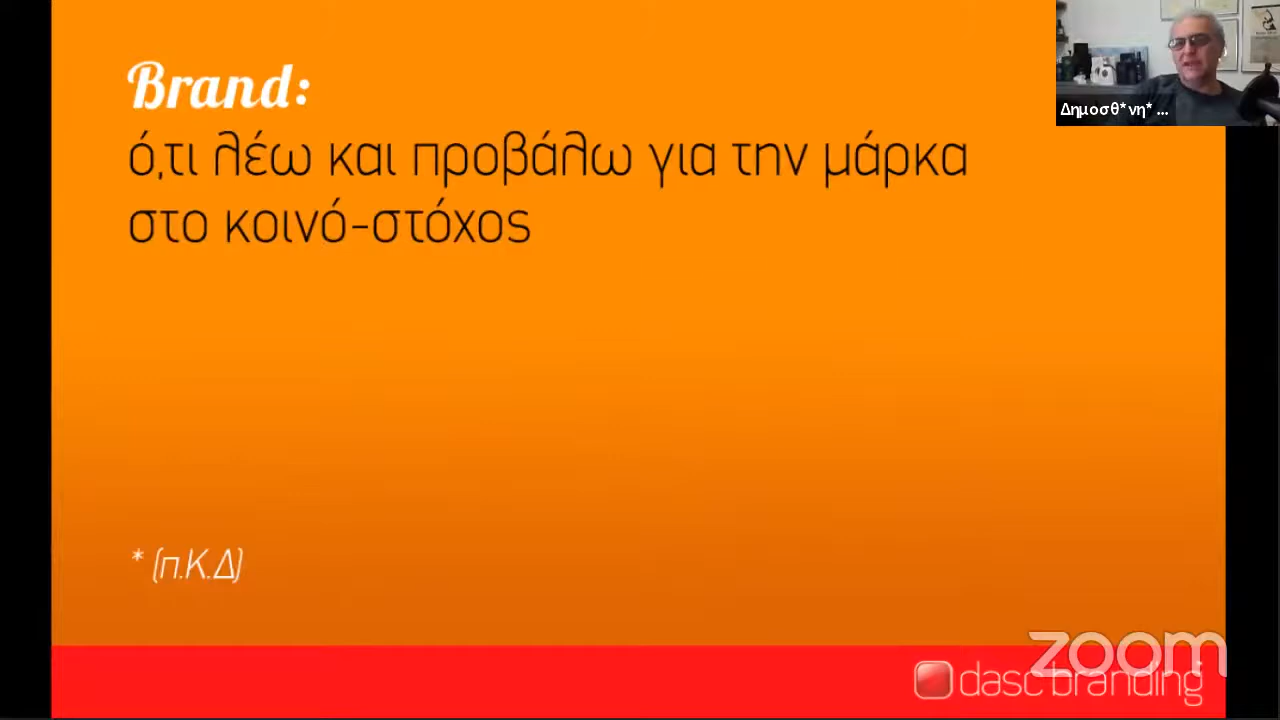 Brand:
ό,τι λέω και προβάλω για την μάρκα
στο κοινό-στόχος
* (π.Κ.Δ)
Δημοσθ*νη* ...
zoom
dasc branding